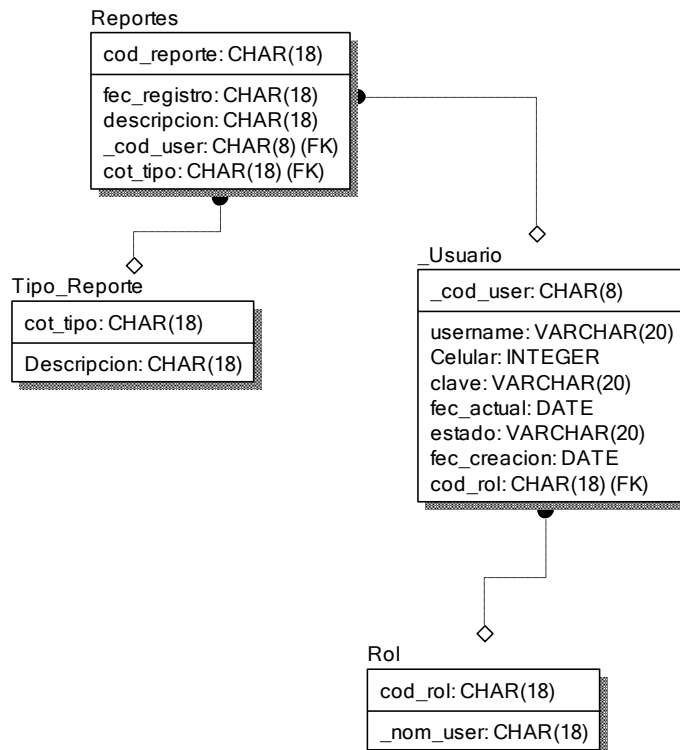 Reportes
cod_reporte: CHAR(18)
fec_registro: CHAR(18)
descripcion: CHAR(18)
_cod_user: CHAR(8) (FK)
cot_tipo: CHAR(18) (FK)
Tipo_Reporte
cot_tipo: CHAR(18)
Descripcion: CHAR(18)
_Usuario
_cod_user: CHAR(8)
username: VARCHAR(20)
Celular: INTEGER
clave: VARCHAR(20)
fec_actual: DATE
estado: VARCHAR(20)
fec_creacion: DATE
cod_rol: CHAR(18) (FK)
Rol
cod_rol: CHAR(18)
_nom_user: CHAR(18)